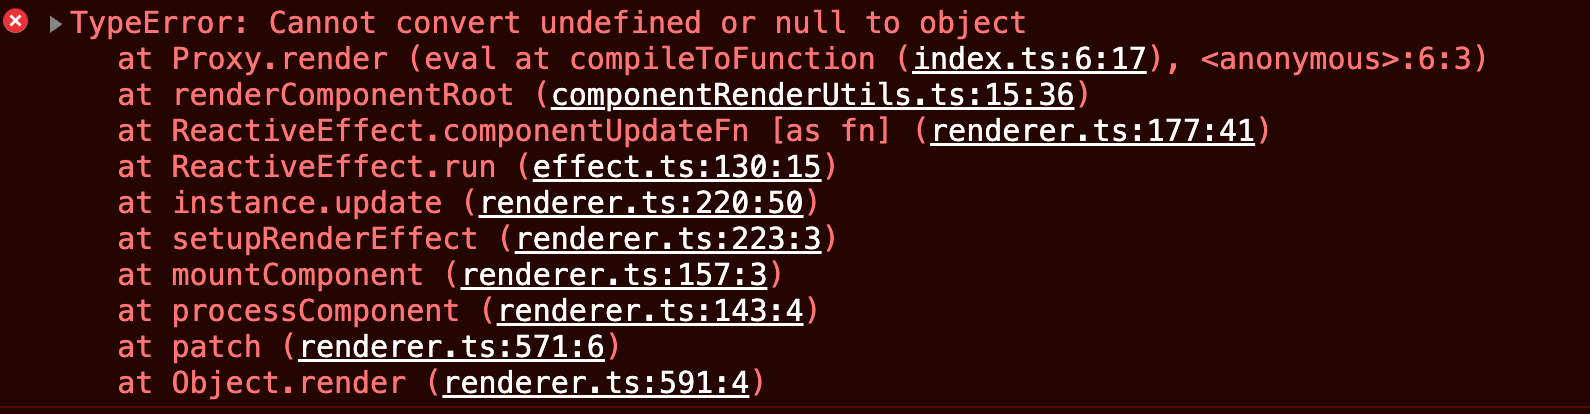 TypeError: Cannot convert undefined or null to object
at Proxy.render (eval at compileToFunction (index.ts:6:17), <anonymous>:6:3)
at renderComponentRoot (componentRenderUtils.ts:15:36)
at ReactiveEffect.componentUpdateFn [as fn] (renderer.ts:177:41)
at ReactiveEffect.run (effect.ts:130:15)
at instance.update (renderer.ts:220:50)
at setupRenderEffect (renderer.ts:223:3)
at mountComponent (renderer.ts:157:3)
at processComponent (renderer.ts:143:4)
at patch (renderer.ts:571:6)
at Object.render (renderer.ts:591:4)